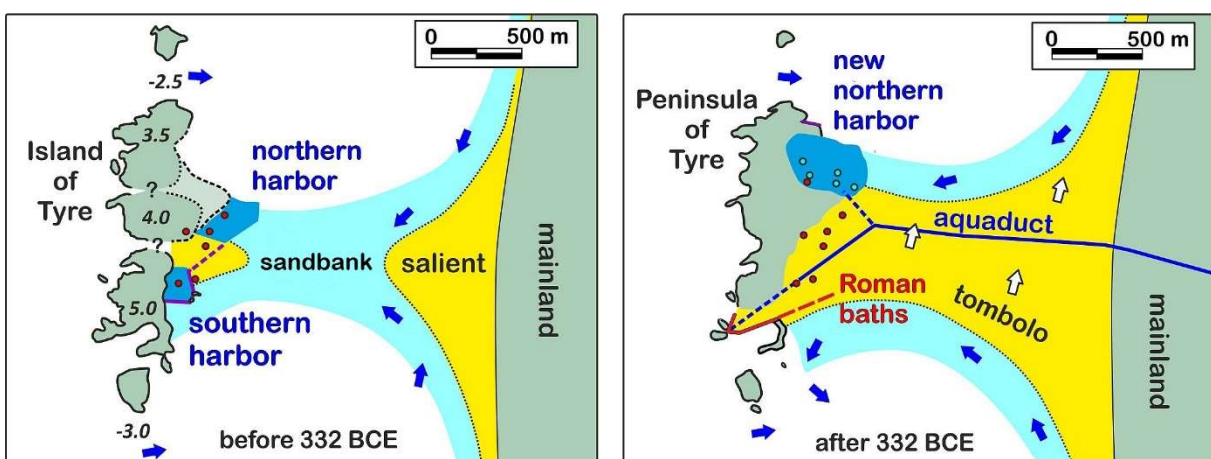 0 500 m
-2.5
3.5
Island
of
Tyre
?
4.0
?
5.0
northern
harbor
sandbank
salient
mainland
southern
harbor
-3.0
before 332 BCE
0 500 m
new
northern
harbor
Peninsula
of
Tyre
aquaduct
Roman
baths
tombolo
mainland
after 332 BCE